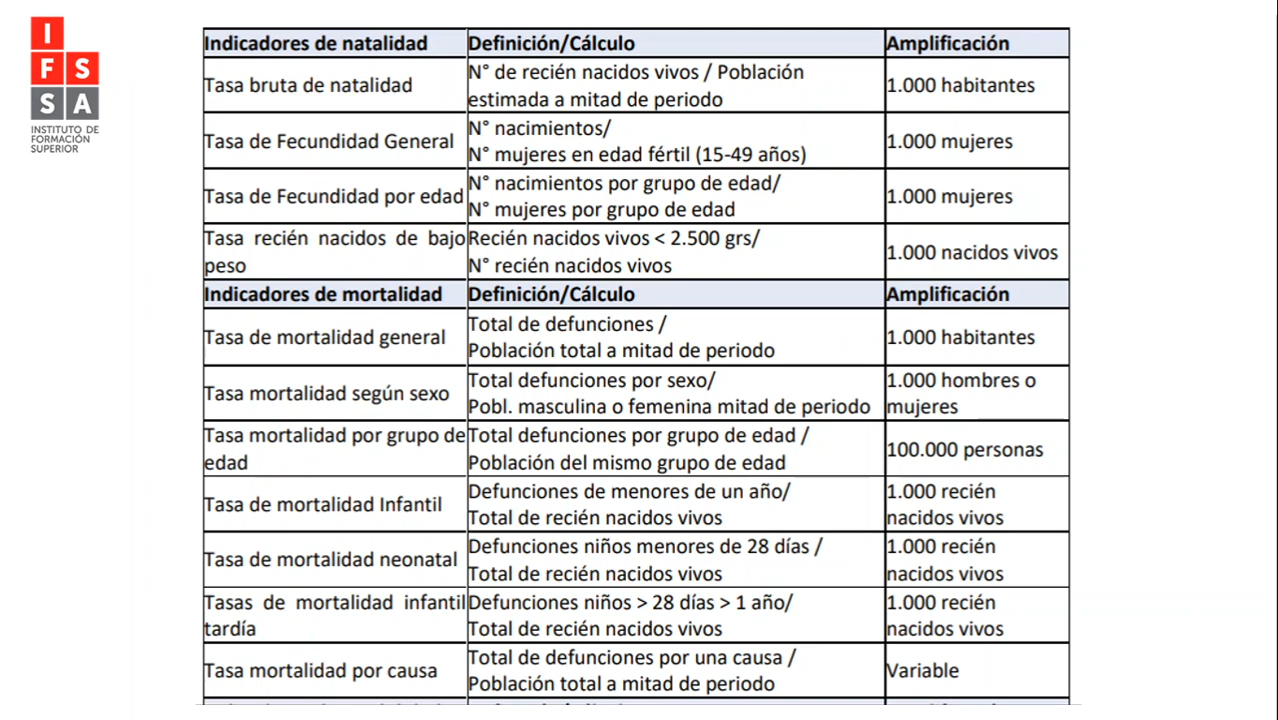 I
F S
S A
INSTITUTO DE
FORMACIÓN
SUPERIOR
Indicadores de natalidad Definición/Cálculo Amplificación
Tasa bruta de natalidad N° de recién nacidos vivos / Población
estimada a mitad de periodo 1.000 habitantes
Tasa de Fecundidad General N° nacimientos/
N° mujeres en edad fértil (15-49 años) 1.000 mujeres
Tasa de Fecundidad por edad N° nacimientos por grupo de edad/
N° mujeres por grupo de edad 1.000 mujeres
Tasa recién nacidos de bajo
peso Recién nacidos vivos < 2.500 grs/
N° recién nacidos vivos 1.000 nacidos vivos
Indicadores de mortalidad Definición/Cálculo Amplificación
Tasa de mortalidad general Total de defunciones /
Población total a mitad de periodo 1.000 habitantes
Tasa mortalidad según sexo Total defunciones por sexo/
Pobl. masculina o femenina mitad de periodo 1.000 hombres o
mujeres
Tasa mortalidad por grupo de
edad Total defunciones por grupo de edad /
Población del mismo grupo de edad 100.000 personas
Tasa de mortalidad Infantil Defunciones de menores de un año/
Total de recién nacidos vivos 1.000 recién
nacidos vivos
Tasa de mortalidad neonatal Defunciones niños menores de 28 días /
Total de recién nacidos vivos 1.000 recién
nacidos vivos
Tasas de mortalidad infantil
tardía Defunciones niños > 28 días > 1 año/
Total de recién nacidos vivos 1.000 recién
nacidos vivos
Tasa mortalidad por causa Total de defunciones por una causa /
Población total a mitad de periodo Variable